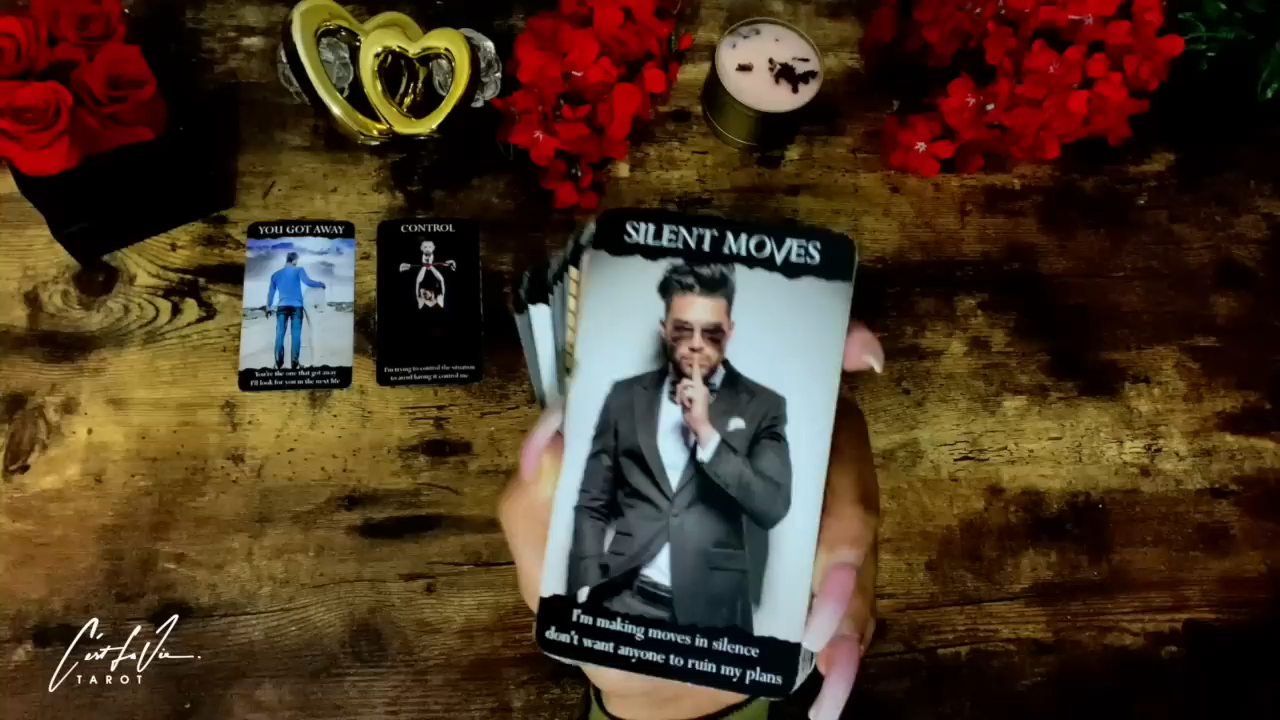 YOU GOT AWAY
You're the one that got away
I'll look for you in the next life
CONTROL
I'm trying to control the situation
to avoid having it control me
SILENT MOVES
I'm making moves in silence
don't want anyone to ruin my plans
C'est La Vie
TAROT